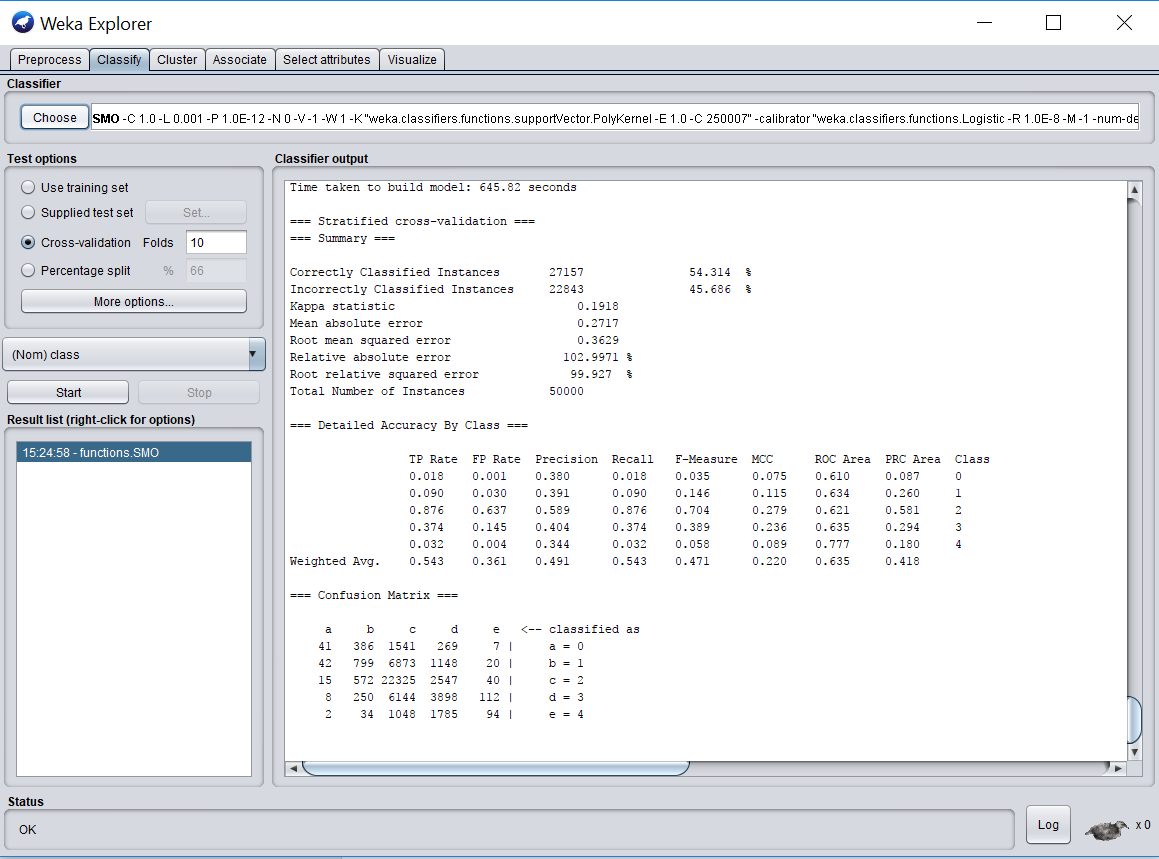 Weka Explorer
Preprocess Classify Cluster Associate Select attributes Visualize
Classifier
Choose SMO -C 1.0 -L 0.001 -P 1.0E-12 -N 0 -V -1 -W 1 -K "weka.classifiers.functions.supportVector.PolyKernel -E 1.0 -C 250007" -calibrator "weka.classifiers.functions.Logistic -R 1.0E-8 -M -1 -num-de
Test options
Use training set
Supplied test set Set...
Cross-validation Folds 10
Percentage split % 66
More options...
(Nom) class
Start Stop
Result list (right-click for options)
15:24:58 - functions.SMO
Classifier output
Time taken to build model: 645.82 seconds
=== Stratified cross-validation ===
=== Summary ===
Correctly Classified Instances 27157 54.314 %
Incorrectly Classified Instances 22843 45.686 %
Kappa statistic 0.1918
Mean absolute error 0.2717
Root mean squared error 0.3629
Relative absolute error 102.9971 %
Root relative squared error 99.927 %
Total Number of Instances 50000
=== Detailed Accuracy By Class ===
TP Rate FP Rate Precision Recall F-Measure MCC ROC Area PRC Area Class
0.018 0.001 0.380 0.018 0.035 0.075 0.610 0.087 0
0.090 0.030 0.391 0.090 0.146 0.115 0.634 0.260 1
0.876 0.637 0.589 0.876 0.704 0.279 0.621 0.581 2
0.374 0.145 0.404 0.374 0.389 0.236 0.635 0.294 3
0.032 0.004 0.344 0.032 0.058 0.089 0.777 0.180 4
Weighted Avg. 0.543 0.361 0.491 0.543 0.471 0.220 0.635 0.418
=== Confusion Matrix ===
a b c d e <-- classified as
41 386 1541 269 7 | a = 0
42 799 6873 1148 20 | b = 1
15 572 22325 2547 40 | c = 2
8 250 6144 3898 112 | d = 3
2 34 1048 1785 94 | e = 4
Status
OK
Log x 0